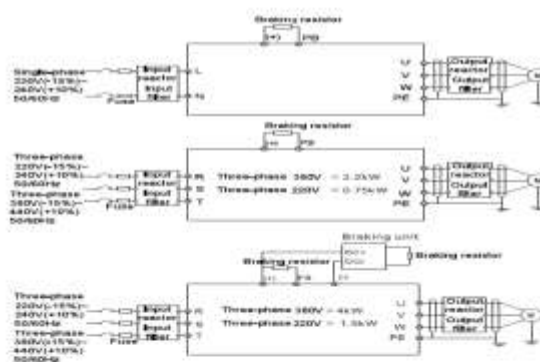 Braking resistor
(+) PB
Single-phase
220V(-15%)~
240V(+10%)
50/60Hz
Fuse
Input
reactor
Input
filter
L
N
U
V
W
PE
Output
reactor
Output
filter
M
Braking resistor
(+) PB
Three-phase
220V(-15%)~
240V(+10%)
50/60Hz
Three-phase
380V(-15%)~
440V(+10%)
50/60Hz
Fuse
Input
reactor
Input
filter
R
S
T
Three-phase 380V = 2.2kW
Three-phase 220V = 0.75kW
U
V
W
PE
Output
reactor
Output
filter
M
Braking unit
DC+
DC-
Braking resistor
Braking resistor
(+) PB (-)
Three-phase
220V(-15%)~
240V(+10%)
50/60Hz
Three-phase
380V(-15%)~
440V(+10%)
50/60Hz
Fuse
Input
reactor
Input
filter
R
S
T
Three-phase 380V = 4kW
Three-phase 220V = 1.5kW
U
V
W
PE
Output
reactor
Output
filter
M